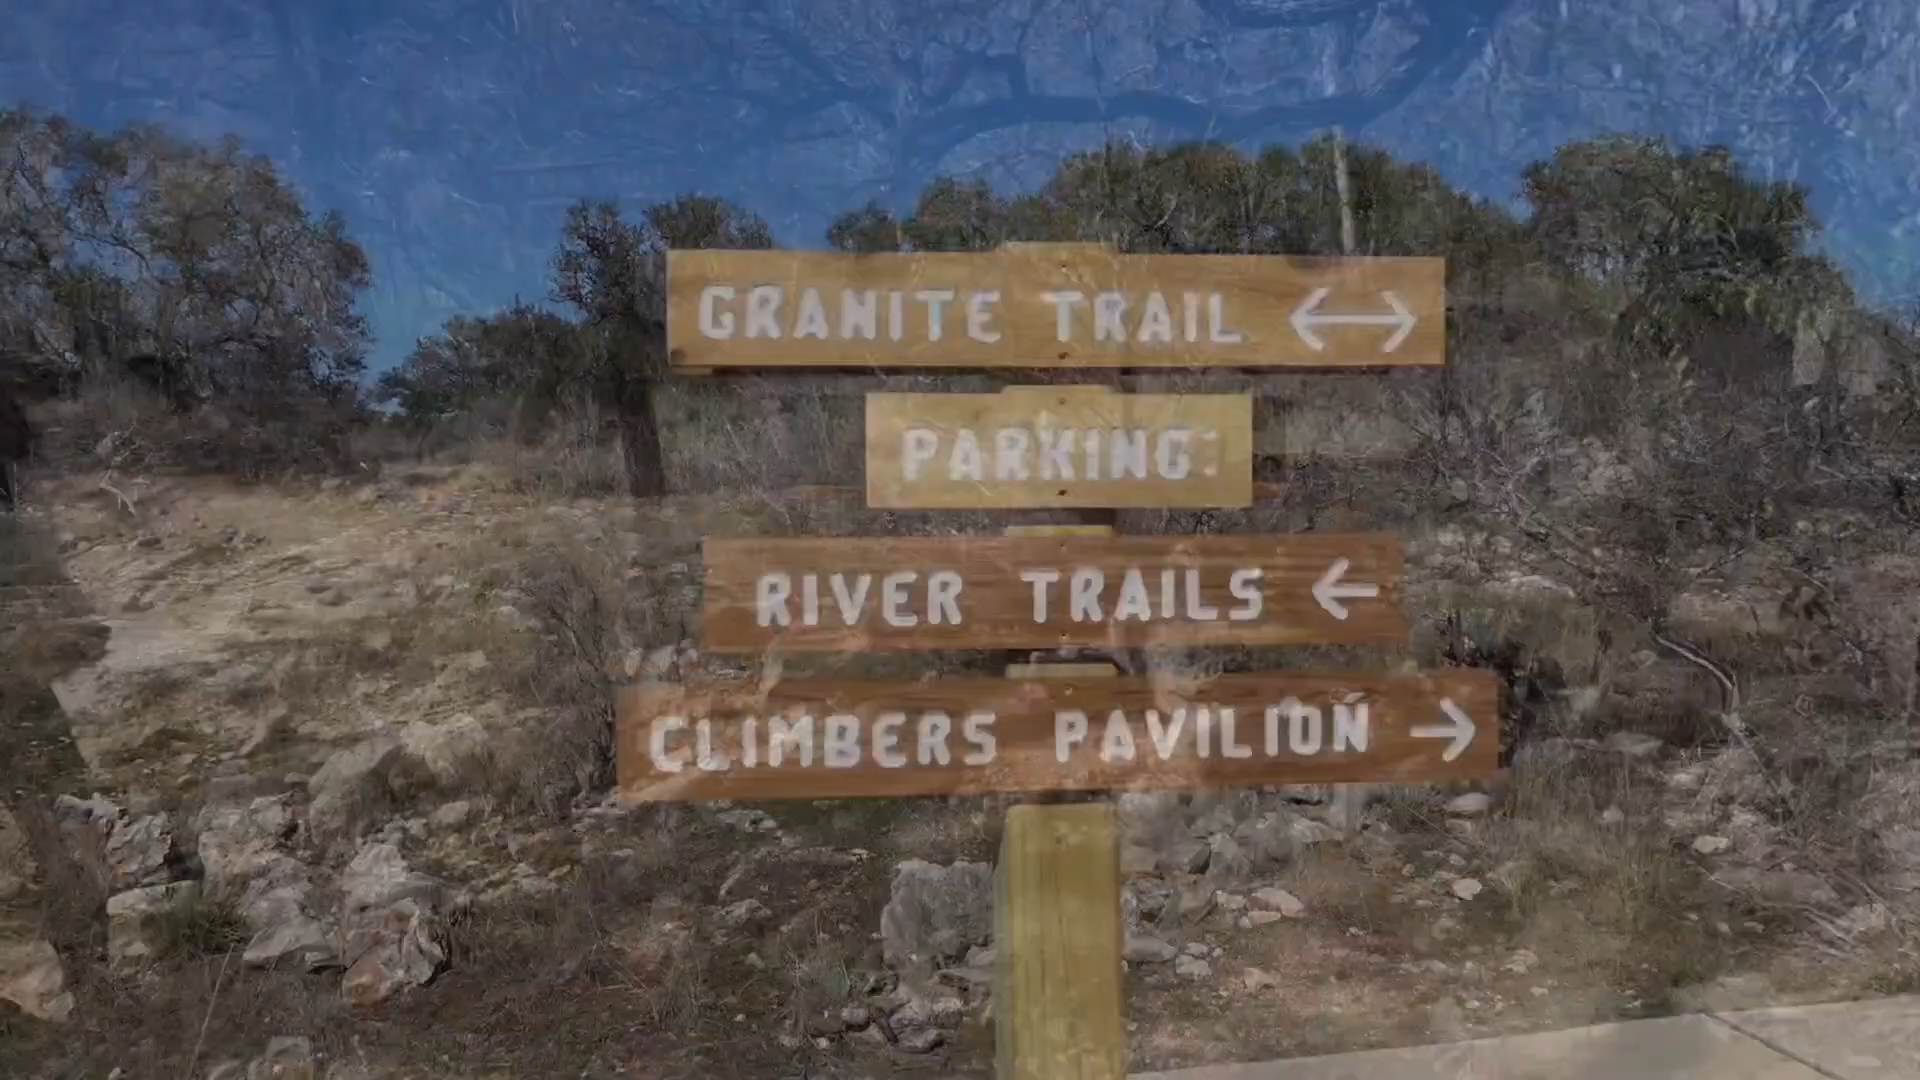 GRANITE TRAIL ↔
PARKING
RIVER TRAILS ←
CLIMBERS PAVILION →